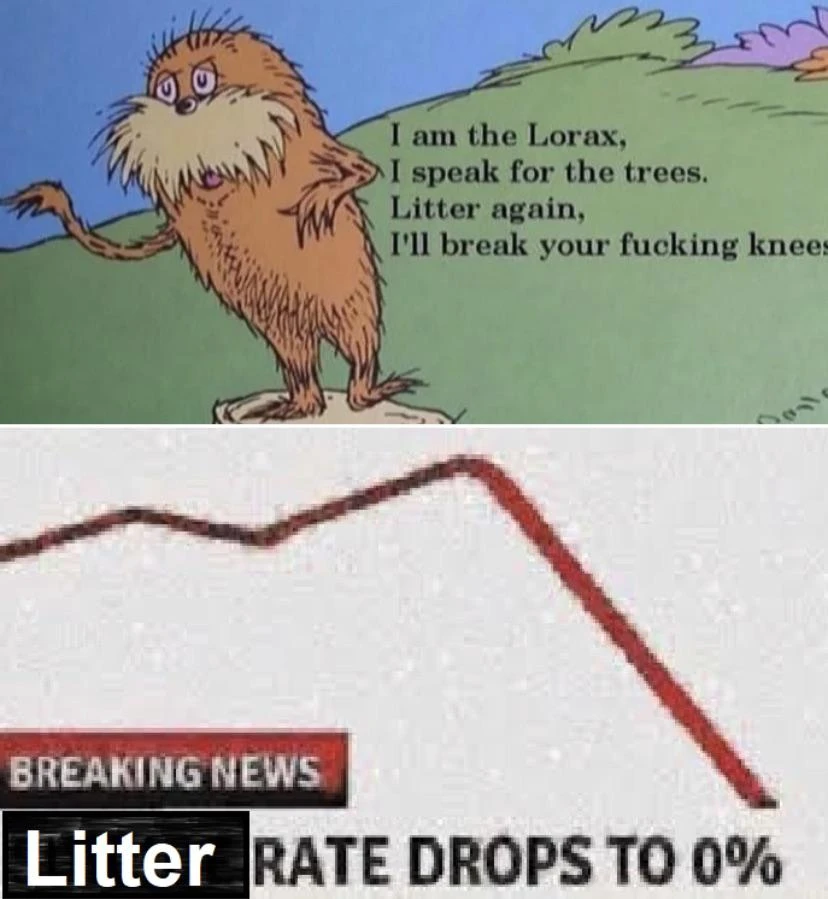 I am the Lorax,
I speak for the trees.
Litter again,
I'll break your fucking knees
BREAKING NEWS
Litter RATE DROPS TO 0%